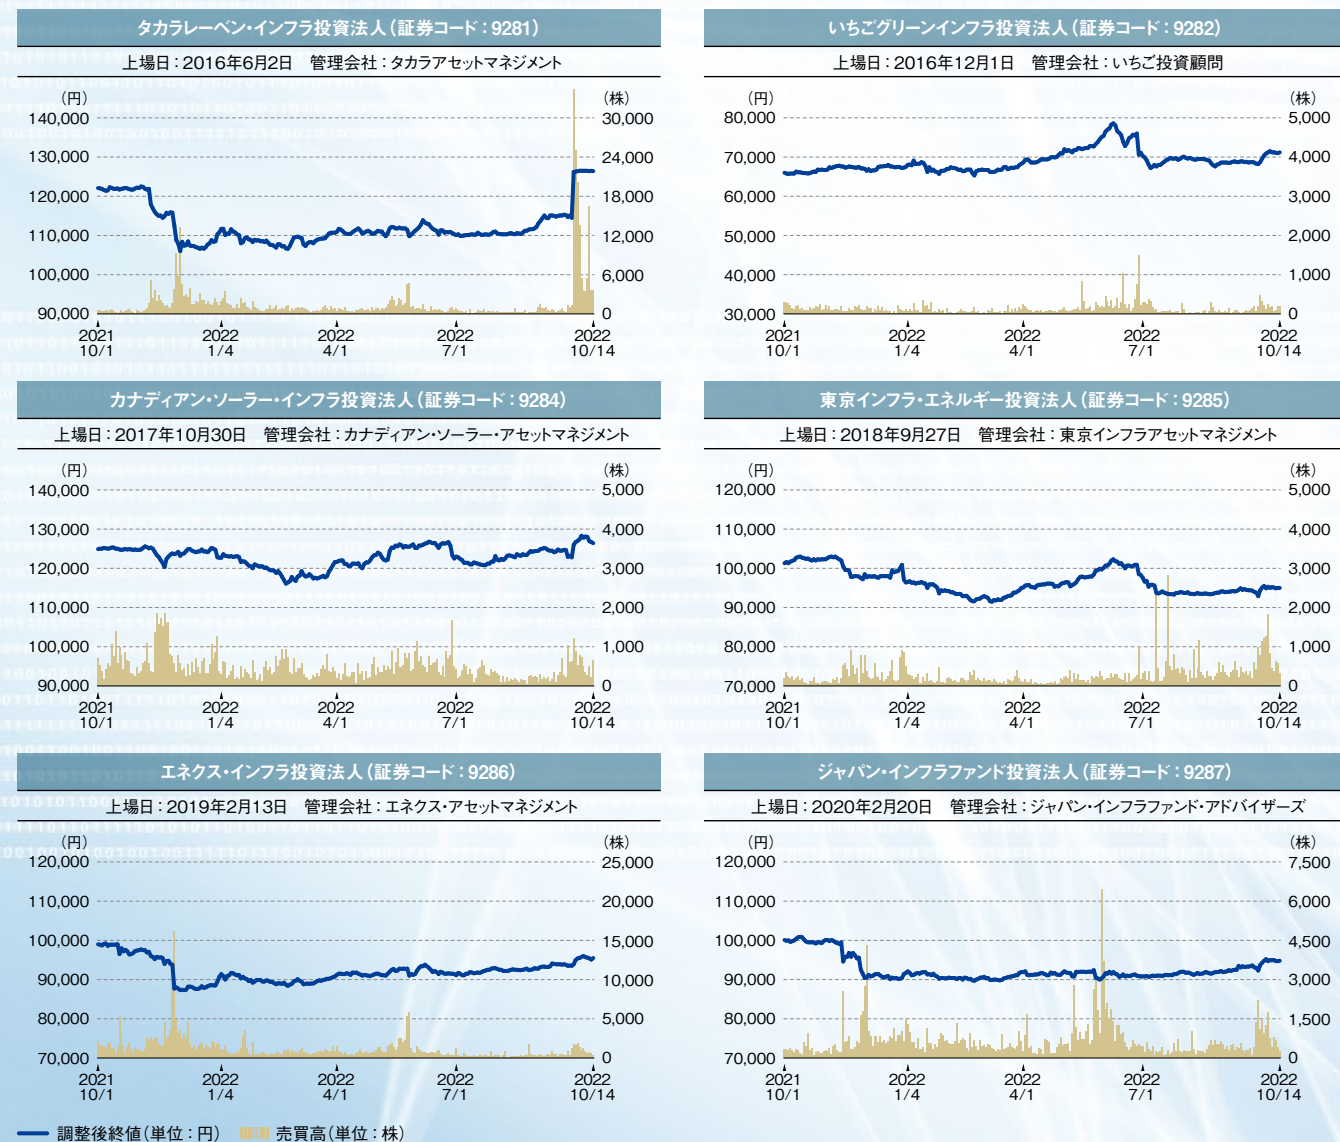 タカラレーベン・インフラ投資法人（証券コード：9281）
上場日：2016年6月2日　管理会社：タカラアセットマネジメント
（円）　（株）
140,000　30,000
130,000　24,000
120,000　18,000
110,000　12,000
100,000　6,000
90,000　0
2021　2022　2022　2022　2022
10/1　1/4　4/1　7/1　10/14
いちごグリーンインフラ投資法人（証券コード：9282）
上場日：2016年12月1日　管理会社：いちご投資顧問
（円）　（株）
80,000　5,000
70,000　4,000
60,000　3,000
50,000　2,000
40,000　1,000
30,000　0
2021　2022　2022　2022　2022
10/1　1/4　4/1　7/1　10/14
カナディアン・ソーラー・インフラ投資法人（証券コード：9284）
上場日：2017年10月30日　管理会社：カナディアン・ソーラー・アセットマネジメント
（円）　（株）
140,000　5,000
130,000　4,000
120,000　3,000
110,000　2,000
100,000　1,000
90,000　0
2021　2022　2022　2022　2022
10/1　1/4　4/1　7/1　10/14
東京インフラ・エネルギー投資法人（証券コード：9285）
上場日：2018年9月27日　管理会社：東京インフラアセットマネジメント
（円）　（株）
120,000　5,000
110,000　4,000
100,000　3,000
90,000　2,000
80,000　1,000
70,000　0
2021　2022　2022　2022　2022
10/1　1/4　4/1　7/1　10/14
エネクス・インフラ投資法人（証券コード：9286）
上場日：2019年2月13日　管理会社：エネクス・アセットマネジメント
（円）　（株）
120,000　25,000
110,000　20,000
100,000　15,000
90,000　10,000
80,000　5,000
70,000　0
2021　2022　2022　2022　2022
10/1　1/4　4/1　7/1　10/14
ジャパン・インフラファンド投資法人（証券コード：9287）
上場日：2020年2月20日　管理会社：ジャパン・インフラファンド・アドバイザーズ
（円）　（株）
120,000　7,500
110,000　6,000
100,000　4,500
90,000　3,000
80,000　1,500
70,000　0
2021　2022　2022　2022　2022
10/1　1/4　4/1　7/1　10/14
調整後終値（単位：円）　売買高（単位：株）